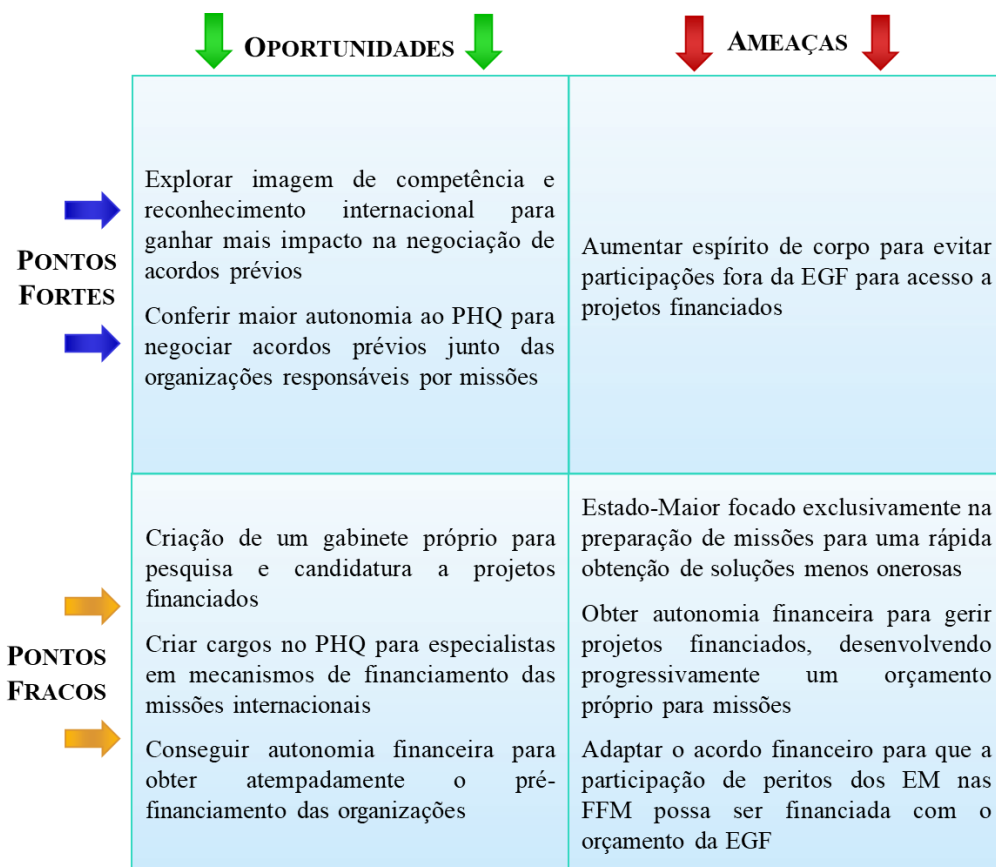 OPORTUNIDADES
AMEAÇAS
PONTOS
FORTES
Explorar imagem de competência e
reconhecimento internacional para
ganhar mais impacto na negociação de
acordos prévios
Conferir maior autonomia ao PHQ para
negociar acordos prévios junto das
organizações responsáveis por missões
Aumentar espírito de corpo para evitar
participações fora da EGF para acesso a
projetos financiados
PONTOS
FRACOS
Criação de um gabinete próprio para
pesquisa e candidatura a projetos
financiados
Criar cargos no PHQ para especialistas
em mecanismos de financiamento das
missões internacionais
Conseguir autonomia financeira para
obter atempadamente o pré-
financiamento das organizações
Estado-Maior focado exclusivamente na
preparação de missões para uma rápida
obtenção de soluções menos onerosas
Obter autonomia financeira para gerir
projetos financiados, desenvolvendo
progressivamente um orçamento
próprio para missões
Adaptar o acordo financeiro para que a
participação de peritos dos EM nas
FFM possa ser financiada com o
orçamento da EGF